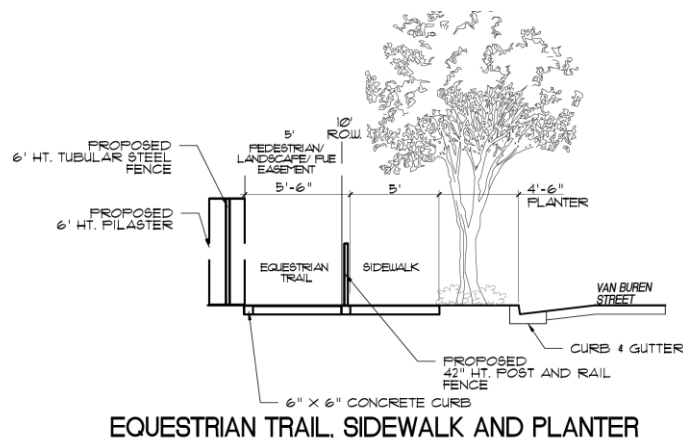 10'
R.O.W.
5'
PEDESTRIAN/
LANDSCAPE/ PUE
EASEMENT
PROPOSED
6' HT. TUBULAR STEEL
FENCE
5'-6"
5'
4'-6"
PLANTER
PROPOSED
6' HT. PILASTER
EQUESTRIAN
TRAIL
SIDEWALK
VAN BUREN
STREET
CURB & GUTTER
PROPOSED
42" HT. POST AND RAIL
FENCE
6" X 6" CONCRETE CURB
EQUESTRIAN TRAIL, SIDEWALK AND PLANTER